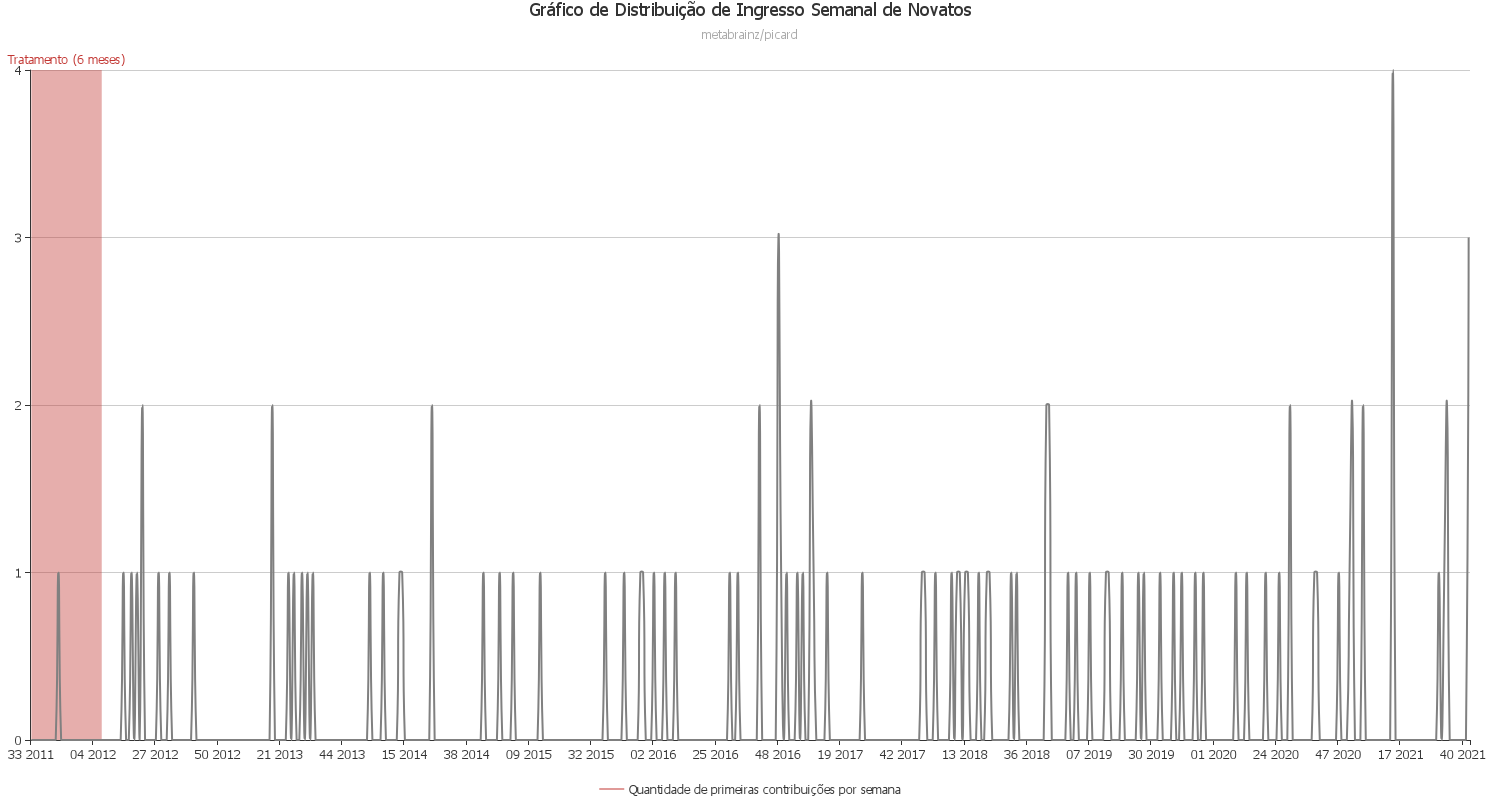 Gráfico de Distribuição de Ingresso Semanal de Novatos
metabrainz/picard
Tratamento (6 meses)
4
3
2
1
0
33 2011 04 2012 27 2012 50 2012 21 2013 44 2013 15 2014 38 2014 09 2015 32 2015 02 2016 25 2016 48 2016 19 2017 42 2017 13 2018 36 2018 07 2019 30 2019 01 2020 24 2020 47 2020 17 2021 40 2021
Quantidade de primeiras contribuições por semana